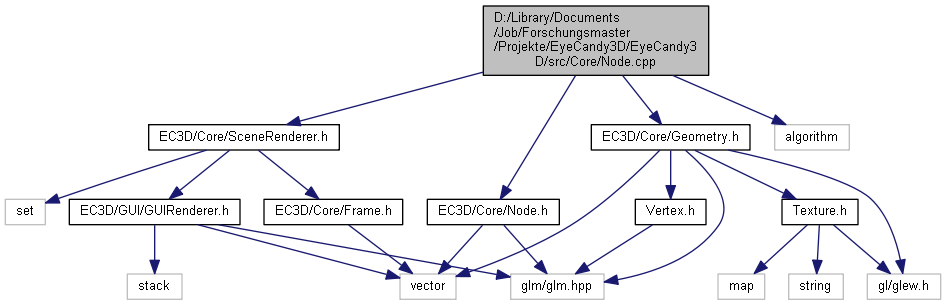 D:/Library/Documents
/Job/Forschungsmaster
/Projekte/EyeCandy3D/EyeCandy3
D/src/Core/Node.cpp
EC3D/Core/SceneRenderer.h
EC3D/Core/Geometry.h
algorithm
set
EC3D/GUI/GUIRenderer.h
EC3D/Core/Frame.h
EC3D/Core/Node.h
Vertex.h
Texture.h
stack
vector
glm/glm.hpp
map
string
gl/glew.h